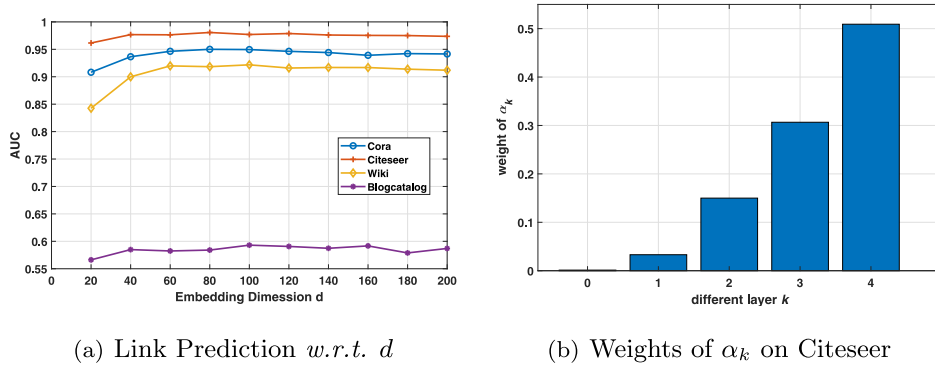 1
0.95
0.9
0.85
0.8
0.75
0.7
0.65
0.6
0.55
AUC
0 20 40 60 80 100 120 140 160 180 200
Embedding Dimension d
Cora
Citeseer
Wiki
Blogcatalog
(a) Link Prediction w.r.t. d
0.5
0.4
0.3
0.2
0.1
0
weight of α_k
0 1 2 3 4
different layer k
(b) Weights of α_k on Citeseer